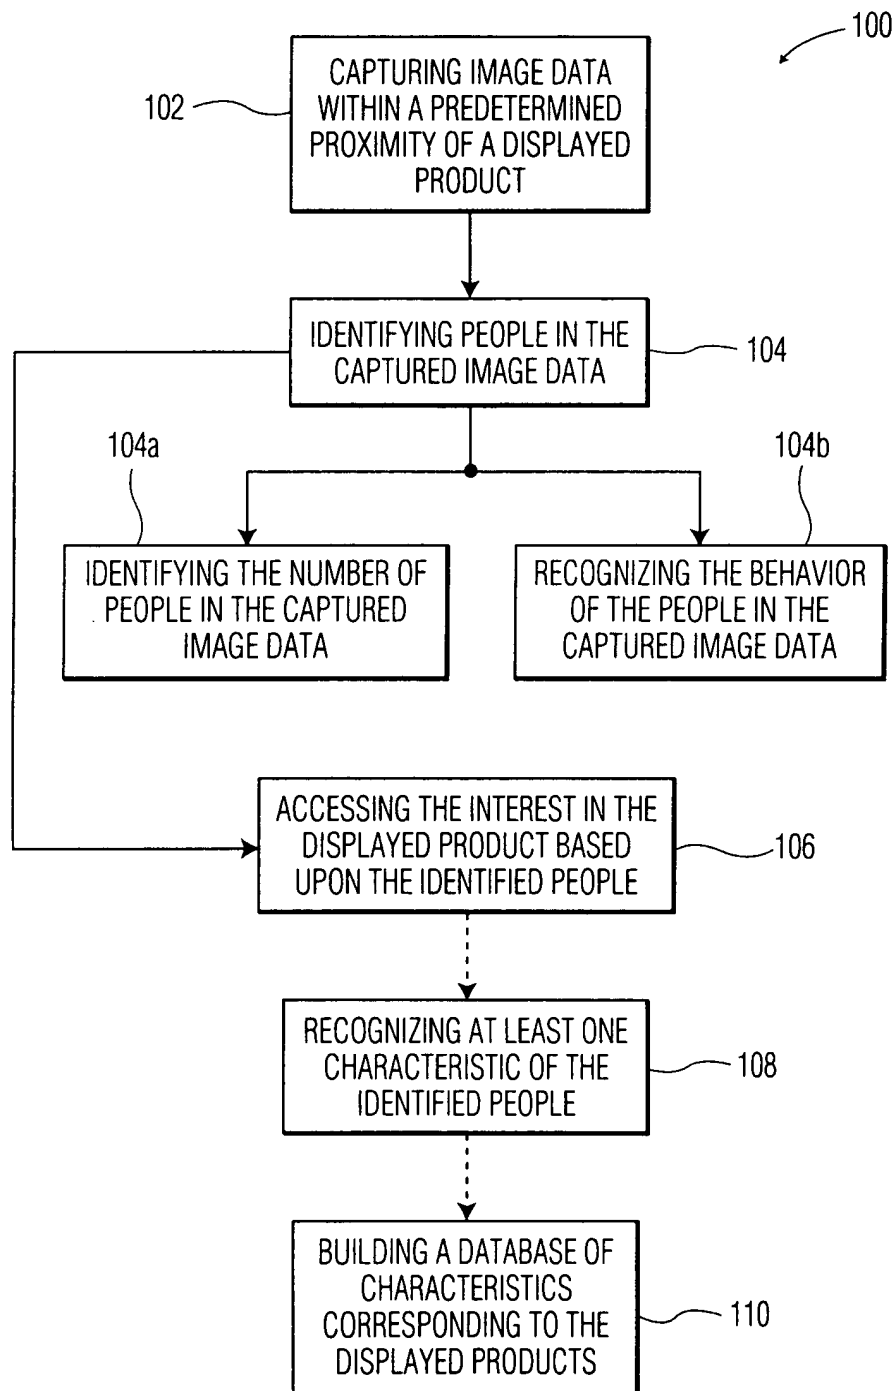 100
CAPTURING IMAGE DATA
WITHIN A PREDETERMINED
PROXIMITY OF A DISPLAYED
PRODUCT
102
IDENTIFYING PEOPLE IN THE
CAPTURED IMAGE DATA
104
104a
104b
IDENTIFYING THE NUMBER OF
PEOPLE IN THE CAPTURED
IMAGE DATA
RECOGNIZING THE BEHAVIOR
OF THE PEOPLE IN THE
CAPTURED IMAGE DATA
ACCESSING THE INTEREST IN THE
DISPLAYED PRODUCT BASED
UPON THE IDENTIFIED PEOPLE
106
RECOGNIZING AT LEAST ONE
CHARACTERISTIC OF THE
IDENTIFIED PEOPLE
108
BUILDING A DATABASE OF
CHARACTERISTICS
CORRESPONDING TO THE
DISPLAYED PRODUCTS
110